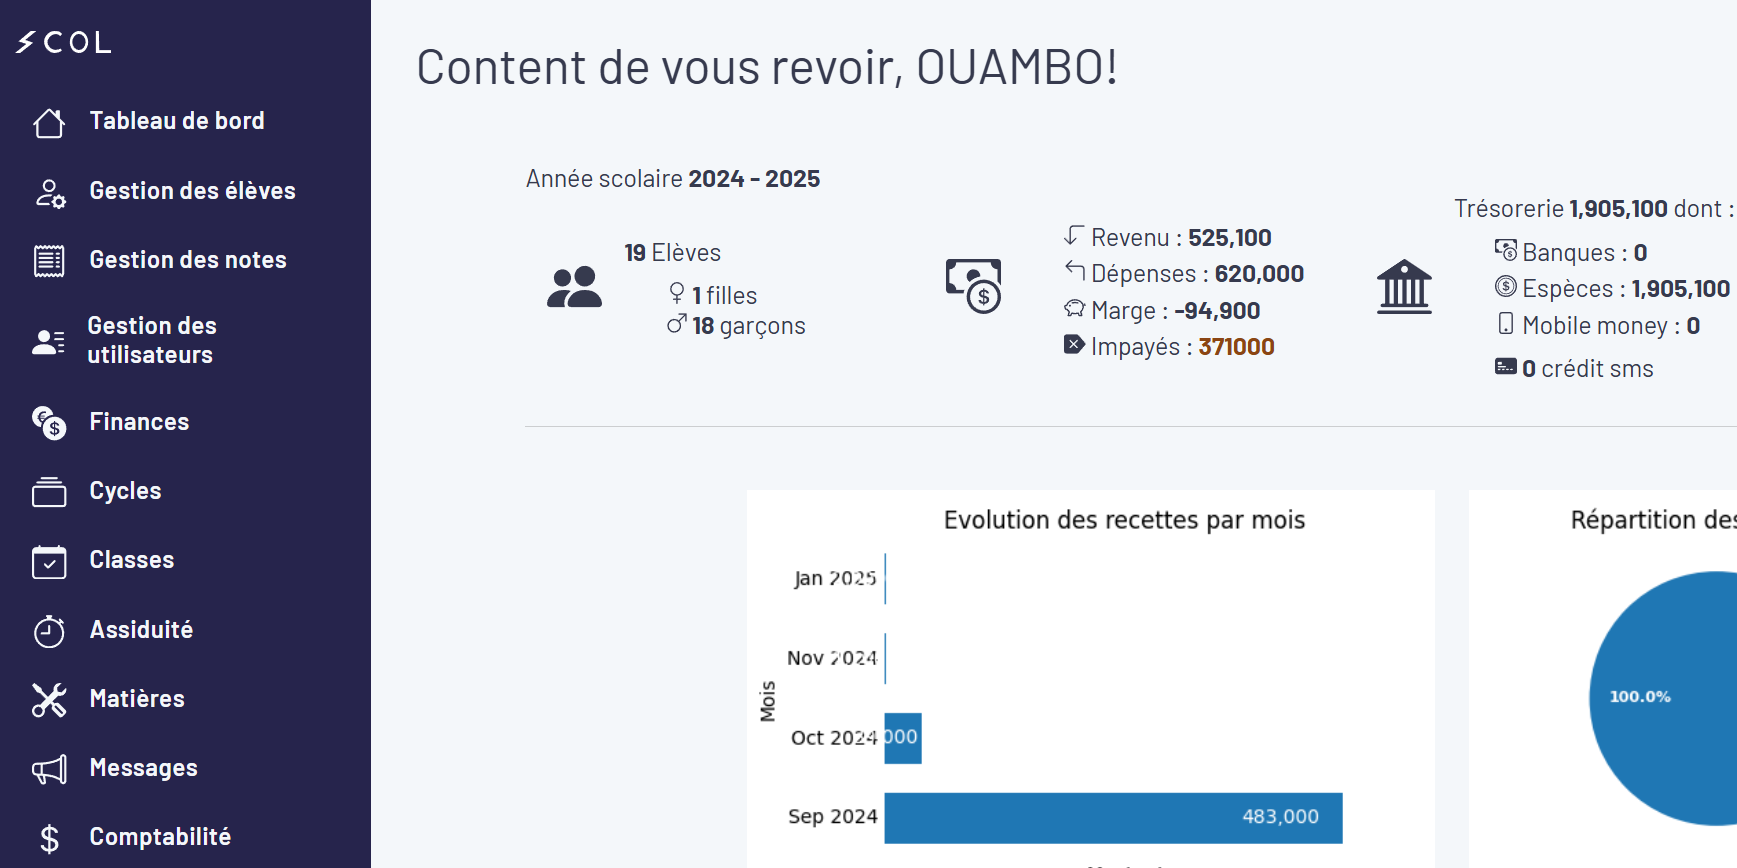 SCOL
Tableau de bord
Gestion des élèves
Gestion des notes
Gestion des
utilisateurs
Finances
Cycles
Classes
Assiduité
Matières
Messages
Comptabilité
Content de vous revoir, OUAMBO!
Année scolaire 2024 - 2025
19 Elèves
1 filles
18 garçons
Revenu : 525,100
Dépenses : 620,000
Marge : -94,900
Impayés : 371000
Trésorerie 1,905,100 dont :
Banques : 0
Espèces : 1,905,100
Mobile money : 0
0 crédit sms
Evolution des recettes par mois
Mois
Jan 2025
Nov 2024
Oct 2024
Sep 2024 483,000
Répartition des
100.0%